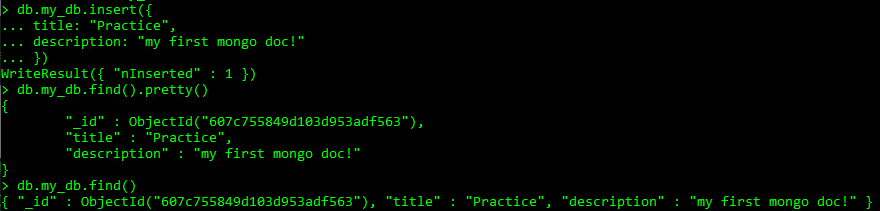 > db.my_db.insert({
... title: "Practice",
... description: "my first mongo doc!"
... })
WriteResult({ "nInserted" : 1 })
> db.my_db.find().pretty()
{
        "_id" : ObjectId("607c755849d103d953adf563"),
        "title" : "Practice",
        "description" : "my first mongo doc!"
}
> db.my_db.find()
{ "_id" : ObjectId("607c755849d103d953adf563"), "title" : "Practice", "description" : "my first mongo doc!" }